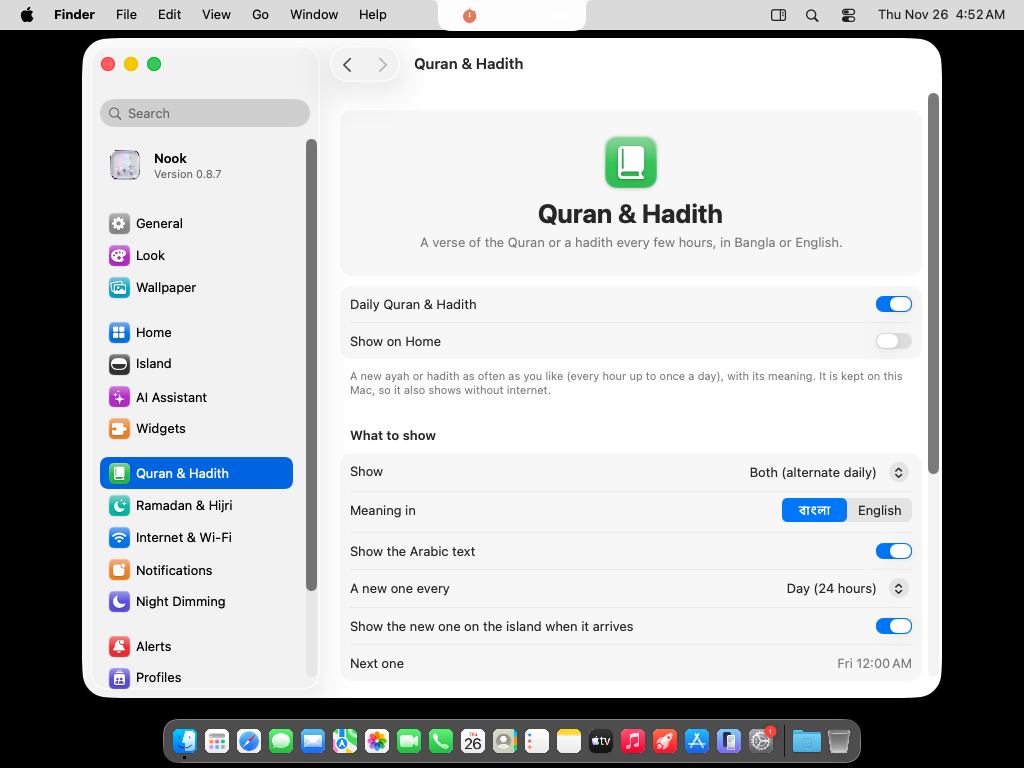 Finder File Edit View Go Window Help Thu Nov 26 4:52 AM
Quran & Hadith
Search
Nook
Version 0.8.7
General
Look
Wallpaper
Home
Island
AI Assistant
Widgets
Quran & Hadith
Ramadan & Hijri
Internet & Wi-Fi
Notifications
Night Dimming
Alerts
Profiles
Quran & Hadith
A verse of the Quran or a hadith every few hours, in Bangla or English.
Daily Quran & Hadith
Show on Home
A new ayah or hadith as often as you like (every hour up to once a day), with its meaning. It is kept on this
Mac, so it also shows without internet.
What to show
Show Both (alternate daily)
Meaning in বাংলা English
Show the Arabic text
A new one every Day (24 hours)
Show the new one on the island when it arrives
Next one Fri 12:00 AM
Thu
26
tv
1